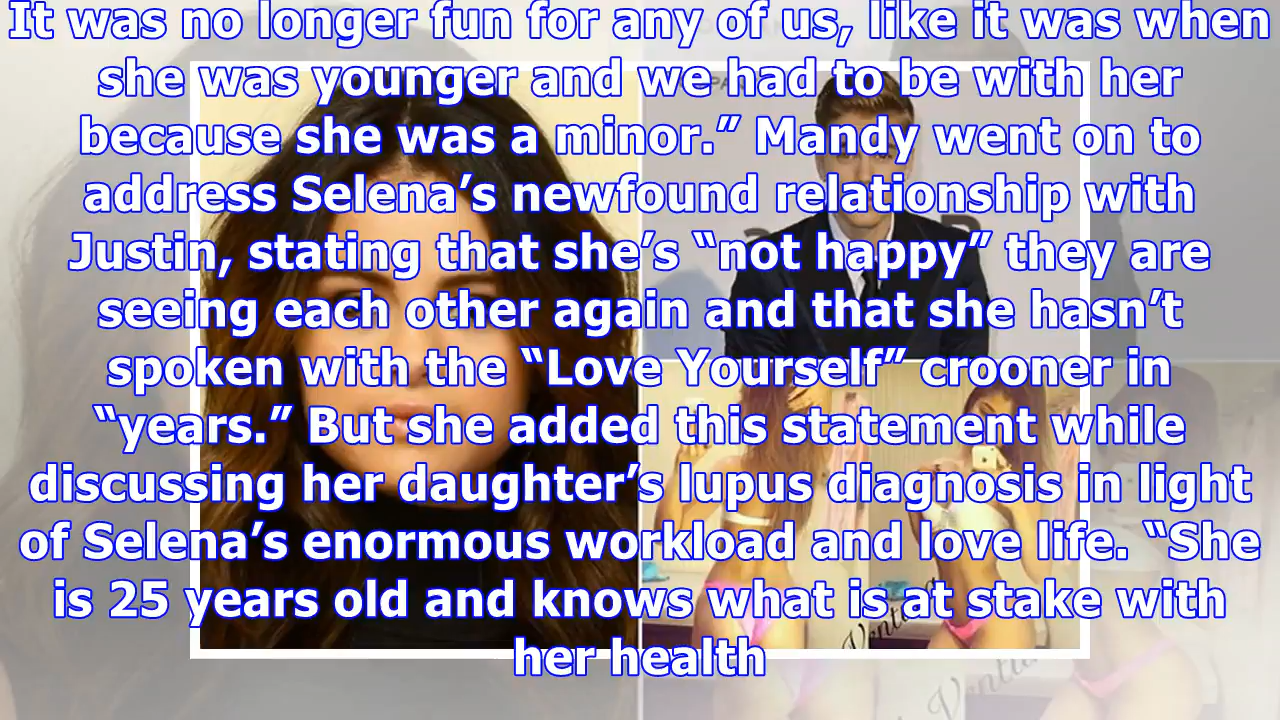 It was no longer fun for any of us, like it was when
she was younger and we had to be with her
because she was a minor.” Mandy went on to
address Selena’s newfound relationship with
Justin, stating that she’s “not happy” they are
seeing each other again and that she hasn’t
spoken with the “Love Yourself” crooner in
“years.” But she added this statement while
discussing her daughter’s lupus diagnosis in light
of Selena’s enormous workload and love life. “She
is 25 years old and knows what is at stake with
her health